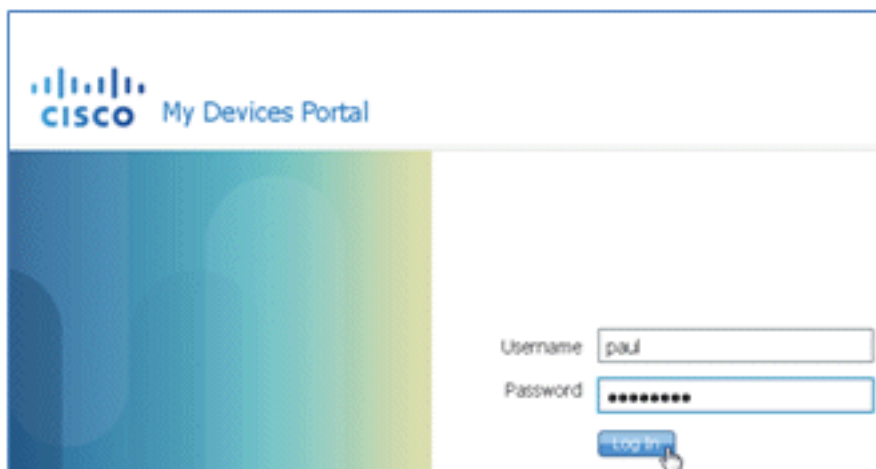 CISCO My Devices Portal
Username paul
Password ••••••••
Log In